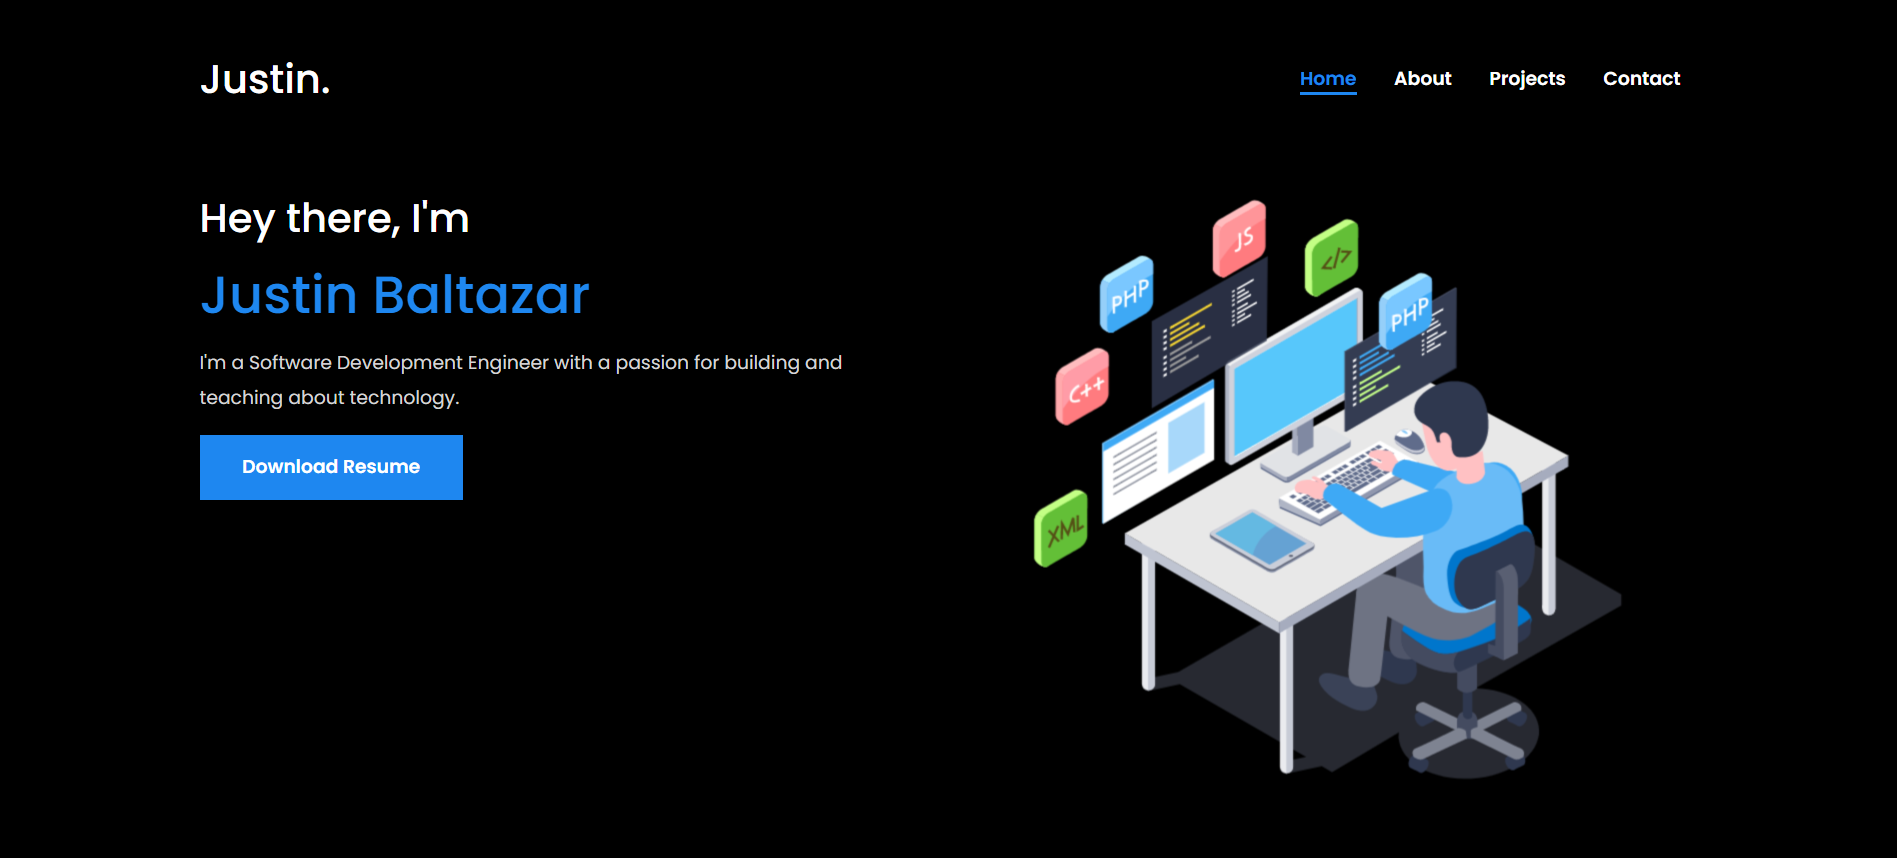 Justin.
Home About Projects Contact
Hey there, I'm
Justin Baltazar
I'm a Software Development Engineer with a passion for building and
teaching about technology.
Download Resume
JS
</>
PHP
PHP
C++
XML